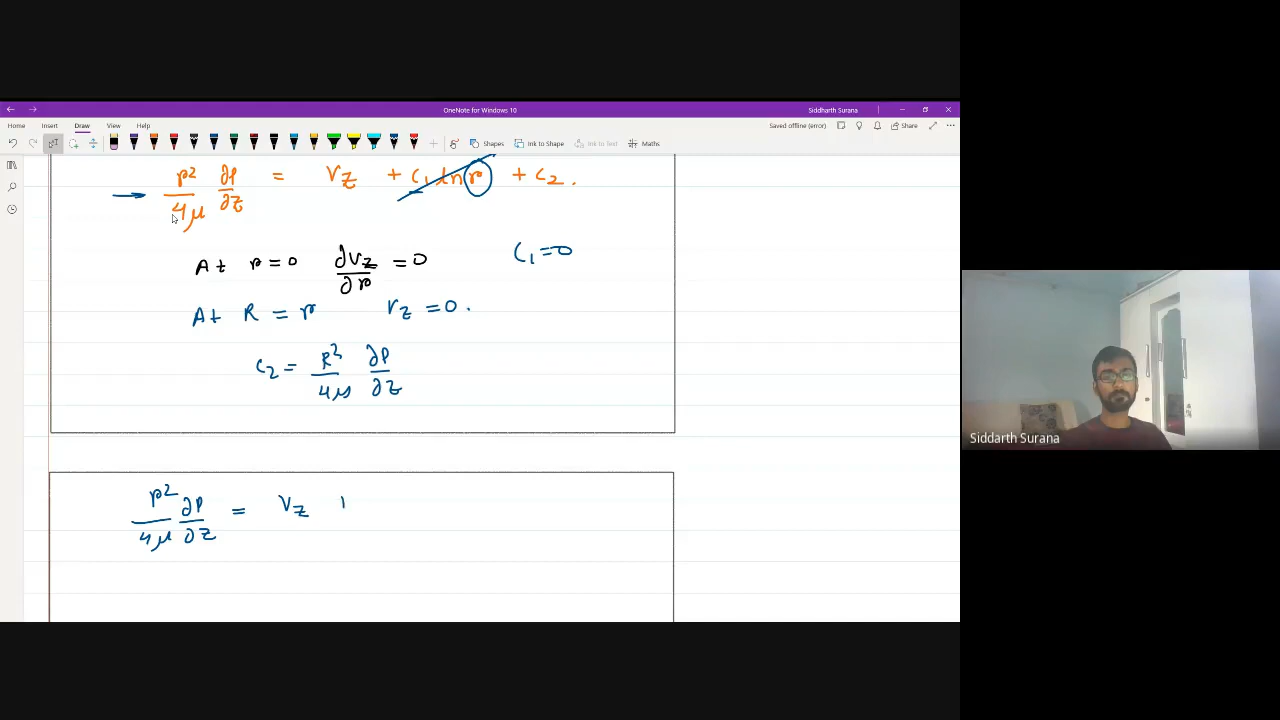 OneNote for Windows 10
Siddharth Surana
Home Insert Draw View Help
Saved offline (error) Share
Shapes Ink to Shape Ink to Text Maths
r²/4μ ∂P/∂z = Vz + C₁ ln r + C₂.
At r=0 ∂Vz/∂r = 0 C₁=0
At R = r Vz = 0.
C₂ = R²/4μ ∂P/∂z
Siddarth Surana
r²/4μ ∂P/∂z = Vz